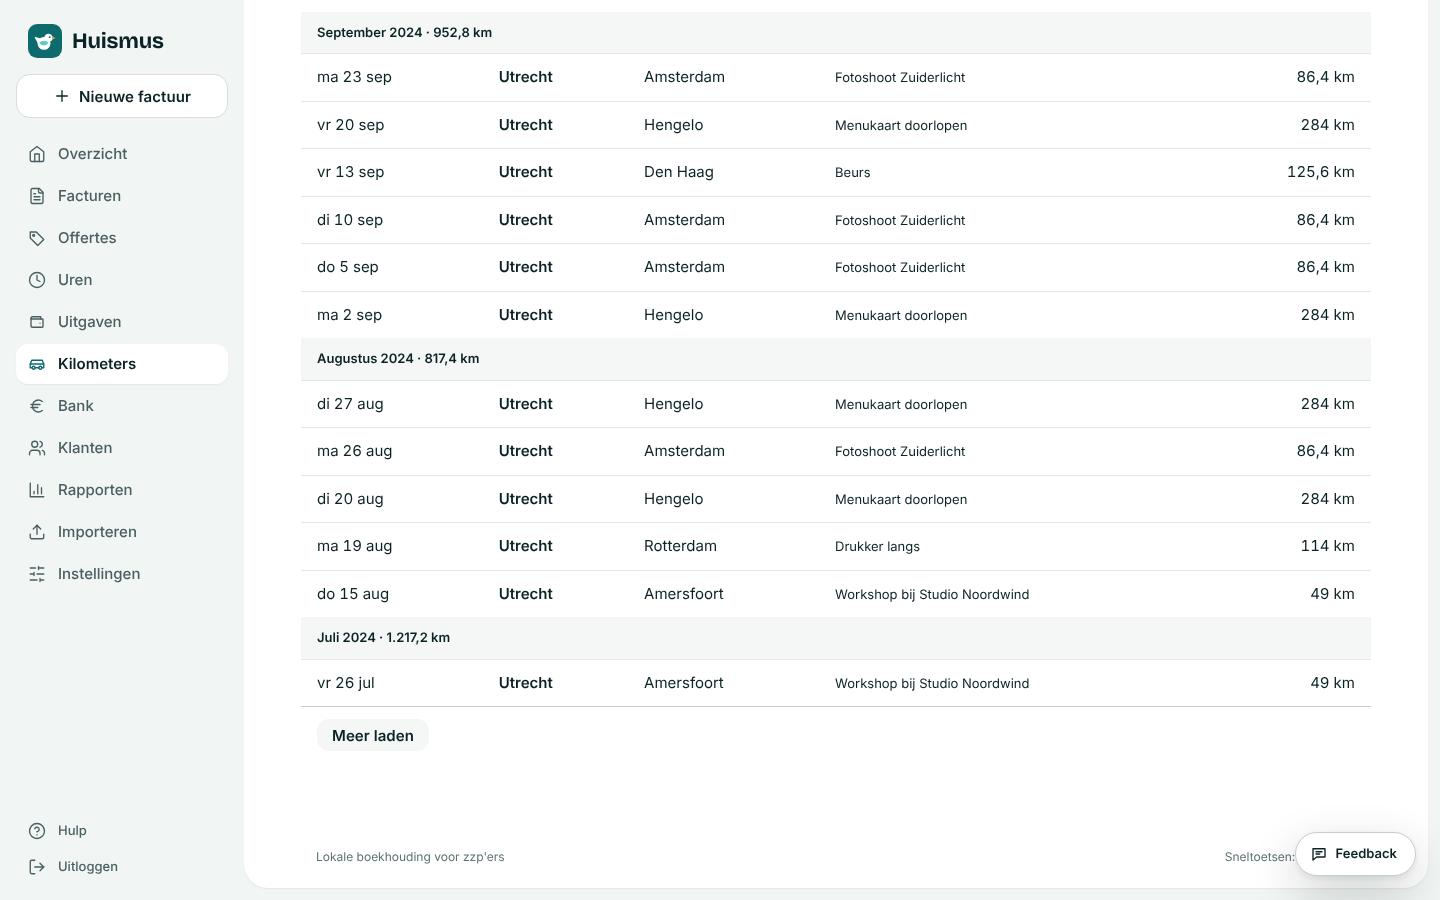 Huismus
Nieuwe factuur
Overzicht
Facturen
Offertes
Uren
Uitgaven
Kilometers
Bank
Klanten
Rapporten
Importeren
Instellingen
Hulp
Uitloggen
September 2024 · 952,8 km
ma 23 sep Utrecht Amsterdam Fotoshoot Zuiderlicht 86,4 km
vr 20 sep Utrecht Hengelo Menukaart doorlopen 284 km
vr 13 sep Utrecht Den Haag Beurs 125,6 km
di 10 sep Utrecht Amsterdam Fotoshoot Zuiderlicht 86,4 km
do 5 sep Utrecht Amsterdam Fotoshoot Zuiderlicht 86,4 km
ma 2 sep Utrecht Hengelo Menukaart doorlopen 284 km
Augustus 2024 · 817,4 km
di 27 aug Utrecht Hengelo Menukaart doorlopen 284 km
ma 26 aug Utrecht Amsterdam Fotoshoot Zuiderlicht 86,4 km
di 20 aug Utrecht Hengelo Menukaart doorlopen 284 km
ma 19 aug Utrecht Rotterdam Drukker langs 114 km
do 15 aug Utrecht Amersfoort Workshop bij Studio Noordwind 49 km
Juli 2024 · 1.217,2 km
vr 26 jul Utrecht Amersfoort Workshop bij Studio Noordwind 49 km
Meer laden
Lokale boekhouding voor zzp'ers
Sneltoetsen:
Feedback